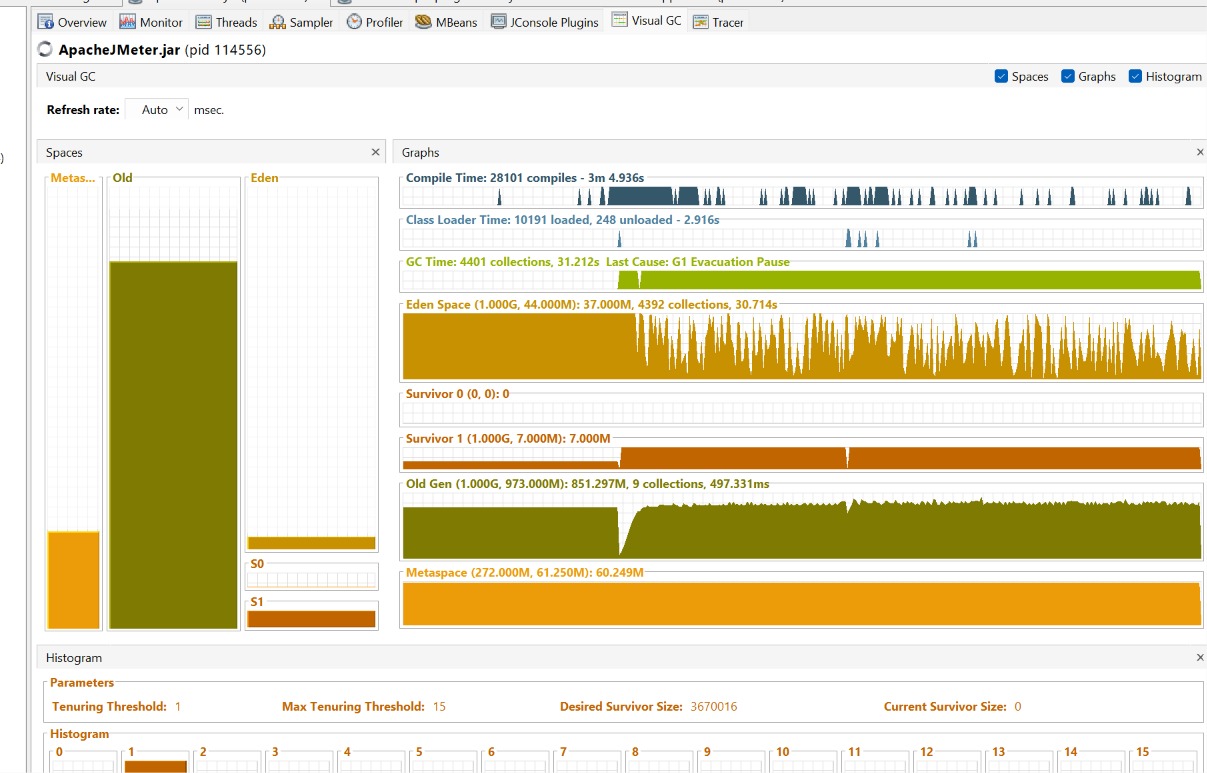 Overview Monitor Threads Sampler Profiler MBeans JConsole Plugins Visual GC Tracer
ApacheJMeter.jar (pid 114556)
Visual GC
Spaces Graphs Histogram
Refresh rate: Auto msec.
Spaces
Metas... Old Eden
S0
S1
Graphs
Compile Time: 28101 compiles - 3m 4.936s
Class Loader Time: 10191 loaded, 248 unloaded - 2.916s
GC Time: 4401 collections, 31.212s Last Cause: G1 Evacuation Pause
Eden Space (1.000G, 44.000M): 37.000M, 4392 collections, 30.714s
Survivor 0 (0, 0): 0
Survivor 1 (1.000G, 7.000M): 7.000M
Old Gen (1.000G, 973.000M): 851.297M, 9 collections, 497.331ms
Metaspace (272.000M, 61.250M): 60.249M
Histogram
Parameters
Tenuring Threshold: 1 Max Tenuring Threshold: 15 Desired Survivor Size: 3670016 Current Survivor Size: 0
Histogram
0 1 2 3 4 5 6 7 8 9 10 11 12 13 14 15